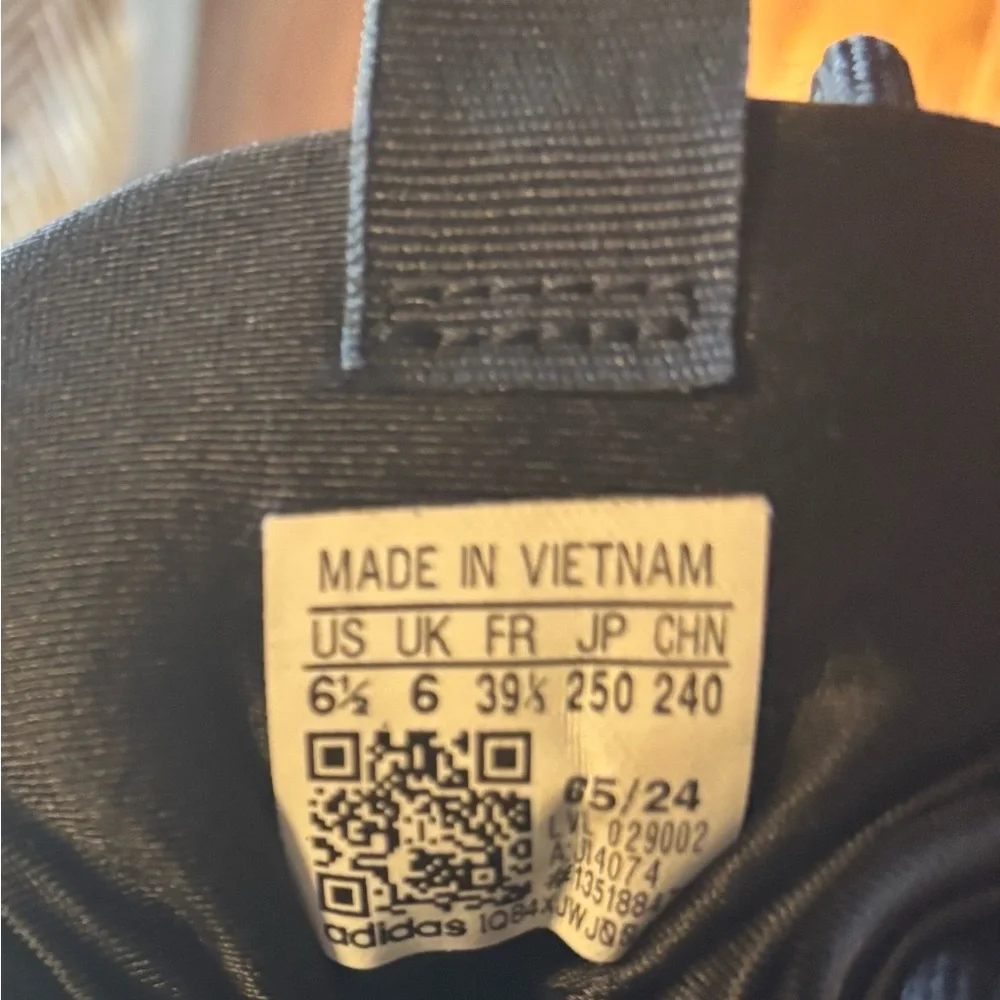 MADE IN VIETNAM
US UK FR JP CHN
6½ 6 39⅓ 250 240
05/24
LVL 029002
adidas